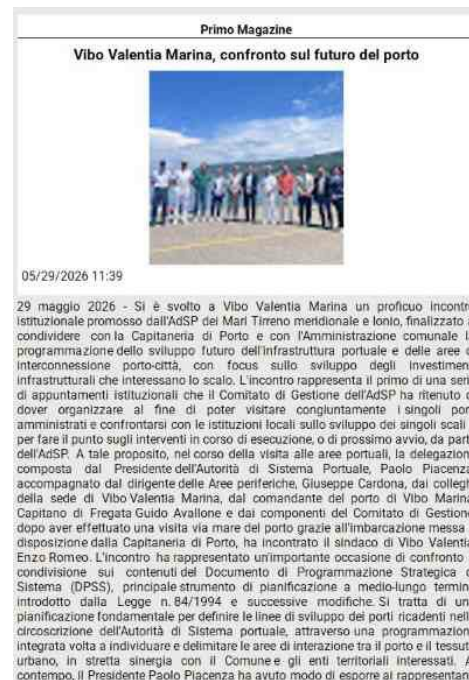 Primo Magazine
Vibo Valentia Marina, confronto sul futuro del porto
05/29/2026 11:39
29 maggio 2026 - Si è svolto a Vibo Valentia Marina un proficuo incontro
istituzionale promosso dall'AdSP dei Mari Tirreno meridionale e Ionio, finalizzato
condividere con la Capitaneria di Porto e con l'Amministrazione comunale l
programmazione dello sviluppo futuro dell'infrastruttura portuale e delle aree d
interconnessione porto-città, con focus sullo sviluppo degli investimen
infrastrutturali che interessano lo scalo. L'incontro rappresenta il primo di una seri
di appuntamenti istituzionali che il Comitato di Gestione dell'AdSP ha ritenuto d
dover organizzare al fine di poter visitare congiuntamente i singoli por
amministrati e confrontarsi con le istituzioni locali sullo sviluppo dei singoli scali
per fare il punto sugli interventi in corso di esecuzione, o di prossimo avvio, da part
dell'AdSP. A tale proposito, nel corso della visita alle aree portuali, la delegazion
composta dal Presidente dell'Autorità di Sistema Portuale, Paolo Piacenza
accompagnato dal dirigente delle Aree periferiche, Giuseppe Cardona, dai collegh
della sede di Vibo Valentia Marina, dal comandante del porto di Vibo Marina
Capitano di Fregata Guido Avallone e dai componenti del Comitato di Gestione
dopo aver effettuato una visita via mare del porto grazie all'imbarcazione messa
disposizione dalla Capitaneria di Porto, ha incontrato il sindaco di Vibo Valentia
Enzo Romeo. L'incontro ha rappresentato un'importante occasione di confronto
condivisione sui contenuti del Documento di Programmazione Strategica d
Sistema (DPSS), principale strumento di pianificazione a medio-lungo termin
introdotto dalla Legge n. 84/1994 e successive modifiche. Si tratta di un
pianificazione fondamentale per definire le linee di sviluppo dei porti ricadenti nell
circoscrizione dell'Autorità di Sistema portuale, attraverso una programmazion
integrata volta a individuare e delimitare le aree di interazione tra il porto e il tessut
urbano, in stretta sinergia con il Comune e gli enti territoriali interessati. A
contempo, il Presidente Paolo Piacenza ha avuto modo di esporre ai rappresentan